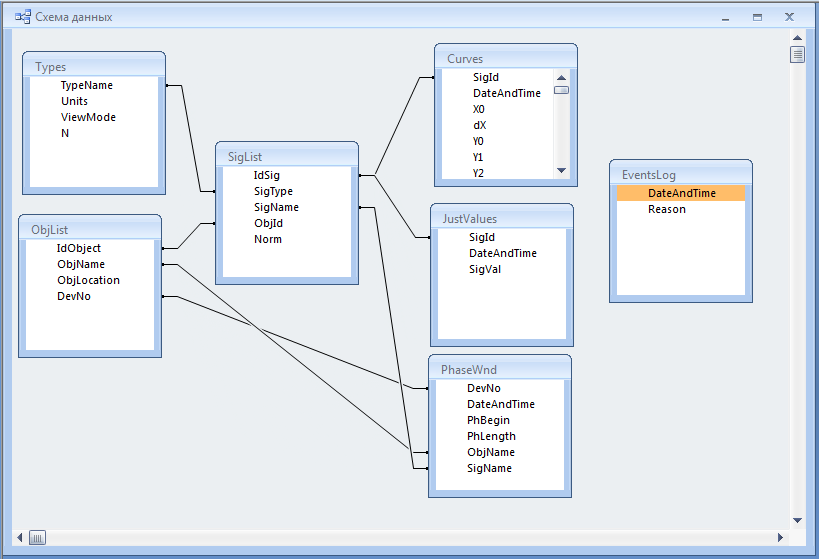 Схема данных
Types
TypeName
Units
ViewMode
N
ObjList
IdObject
ObjName
ObjLocation
DevNo
SigList
IdSig
SigType
SigName
ObjId
Norm
Curves
SigId
DateAndTime
X0
dX
Y0
Y1
Y2
JustValues
SigId
DateAndTime
SigVal
PhaseWnd
DevNo
DateAndTime
PhBegin
PhLength
ObjName
SigName
EventsLog
DateAndTime
Reason